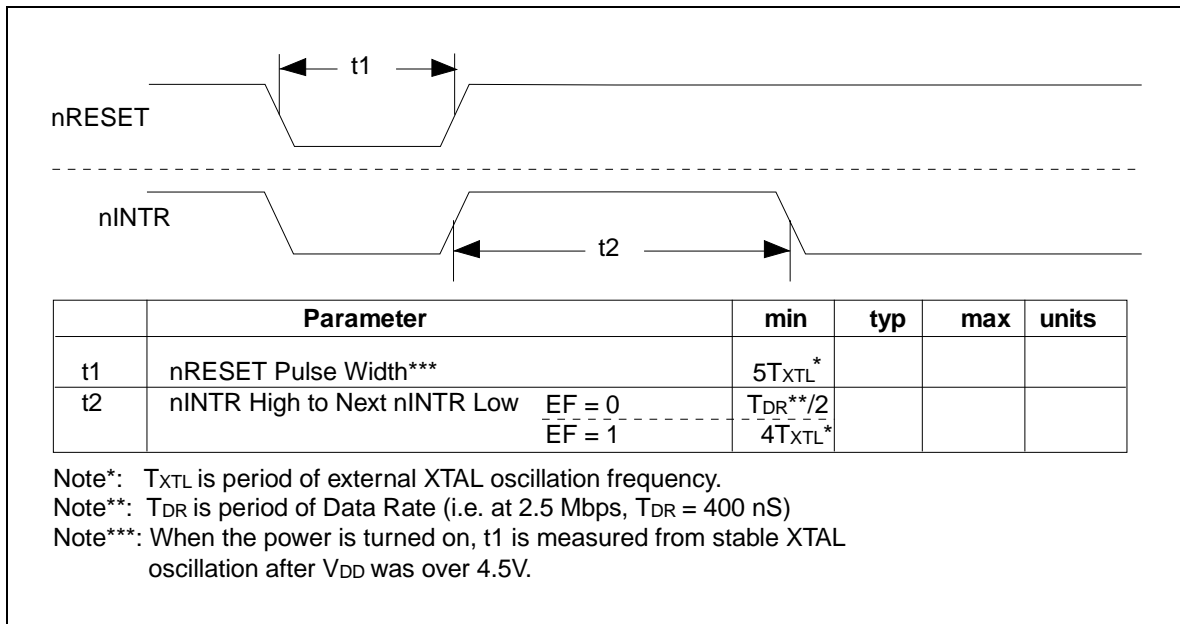 t1
nRESET
nINTR
t2
Parameter min typ max units
t1 nRESET Pulse Width*** 5TXTL*
t2 nINTR High to Next nINTR Low EF = 0 TDR**/2
EF = 1 4TXTL*
Note*: TXTL is period of external XTAL oscillation frequency.
Note**: TDR is period of Data Rate (i.e. at 2.5 Mbps, TDR = 400 nS)
Note***: When the power is turned on, t1 is measured from stable XTAL
oscillation after VDD was over 4.5V.